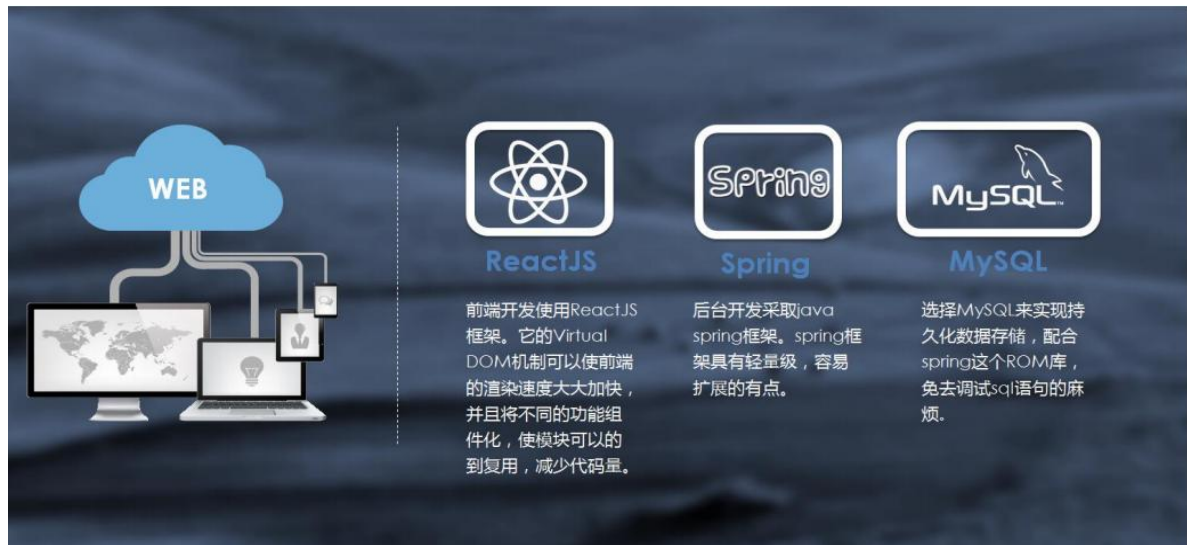 WEB
Spring
MySQL™
ReactJS
Spring
MySQL
前端开发使用ReactJS
框架。它的Virtual
DOM机制可以使前端
的渲染速度大大加快，
并且将不同的功能组
件化，使模块可以的
到复用，减少代码量。
后台开发采取java
spring框架。spring框
架具有轻量级，容易
扩展的有点。
选择MySQL来实现持
久化数据存储，配合
spring这个ROM库，
免去调试sql语句的麻
烦。